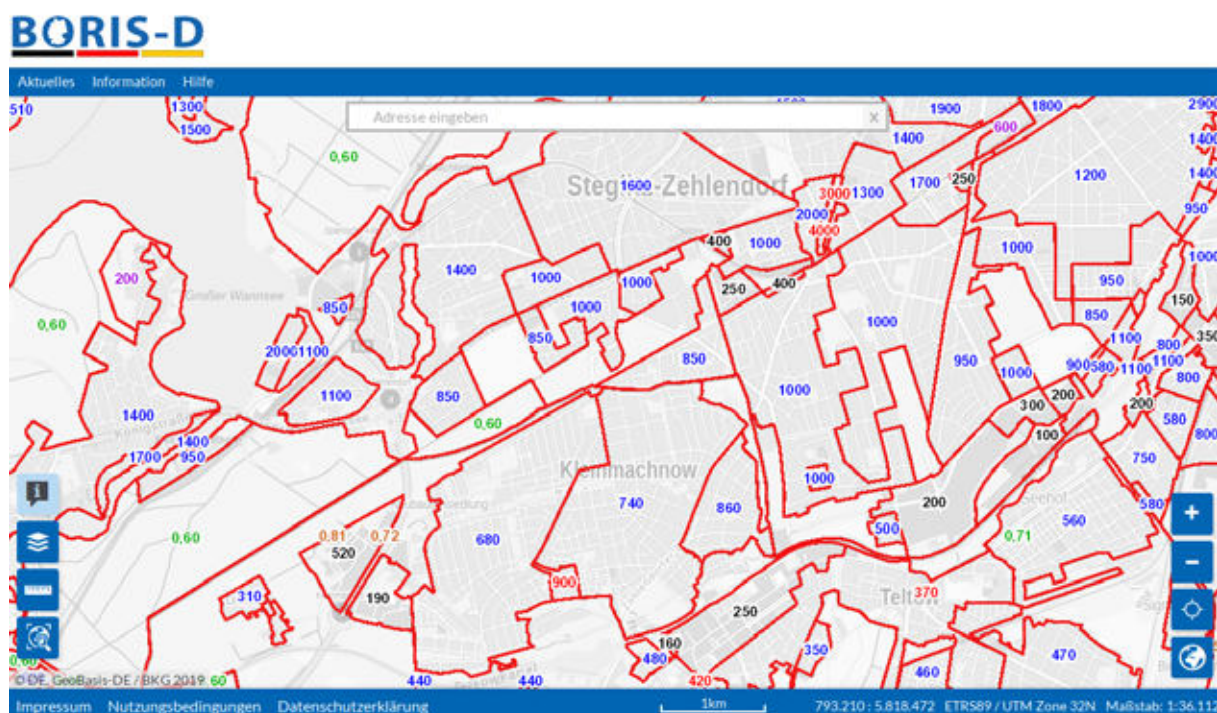 BORIS-D
Aktuelles Information Hilfe
510 1300 1500 1900 1800 2900
Adresse eingeben x
1400 600 1400
0,60
1600 Steglitz-Zehlendorf 3000 1300 1700 250 1200 1400
2000 950
4000
400 1000 1000 1000
200 1400 1000 250 400 950
Großer Wannsee 1000 1000 150
0,60 850 850 1000 850 350
2000 1100 850 950 1100 800
1100 850 1000 1000 900 580 1100 1100 800
1400 0,60 300 200 200 580
Königstraß
1400 100 800
1700 950 Kleinmachnow 1000 750
740 860 200 Seehof 580
0,60 0,81 0,72 680 500 0,71 560
520
310 190 900 250 Teltow 370
160 350 470
480 460
© DE, GeoBasis-DE / BKG 2019 60 440 440 420
Impressum Nutzungsbedingungen Datenschutzerklärung 1km 793.210 : 5.818.472 ETRS89 / UTM Zone 32N Maßstab: 1:36.112